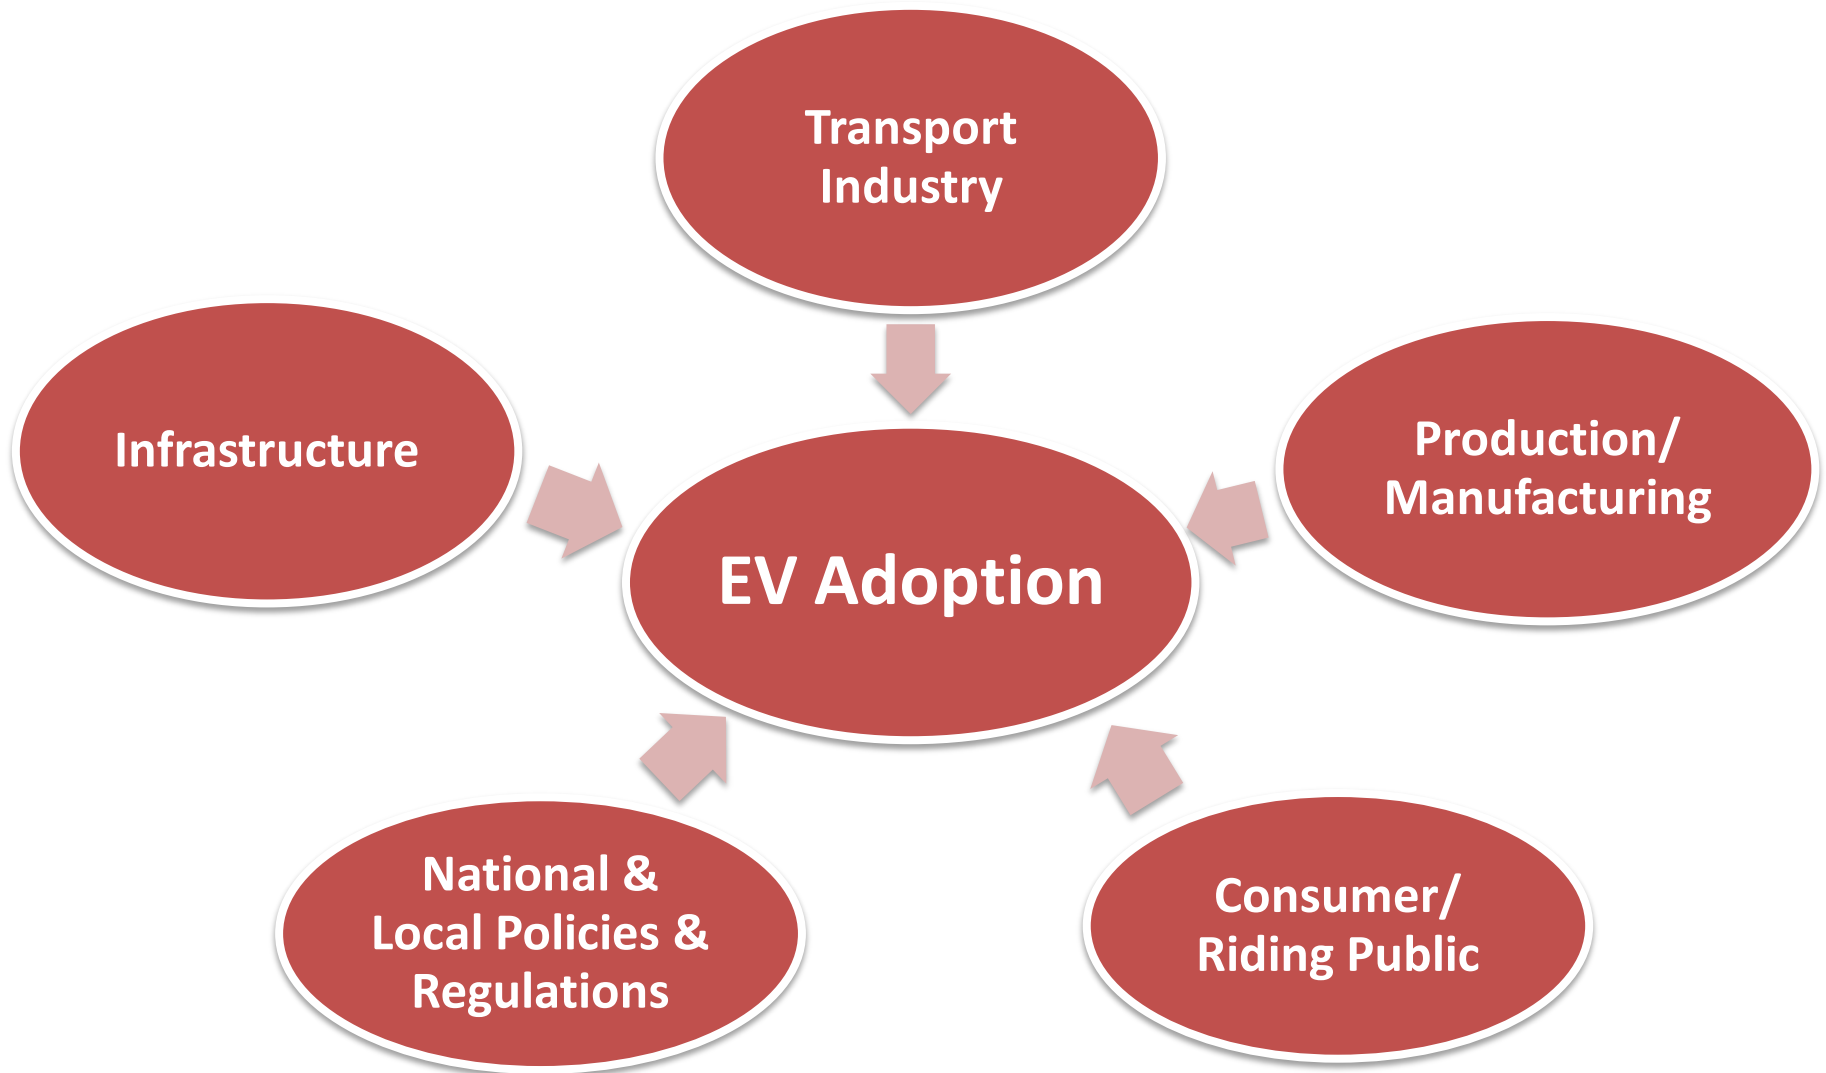 Transport
Industry
Infrastructure
Production/
Manufacturing
EV Adoption
National &
Local Policies &
Regulations
Consumer/
Riding Public